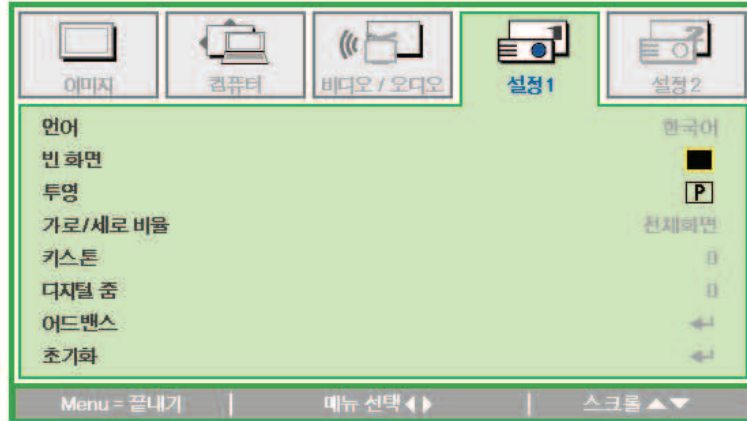 이미지 컴퓨터 비디오 / 오디오 설정 1 설정 2
언어 한국어
빈 화면
투영 P
가로/세로 비율 전체화면
키스톤 0
디지털 줌 0
어드밴스
초기화
Menu = 끝내기 | 메뉴 선택 ◀ ▶ | 스크롤 ▲▼